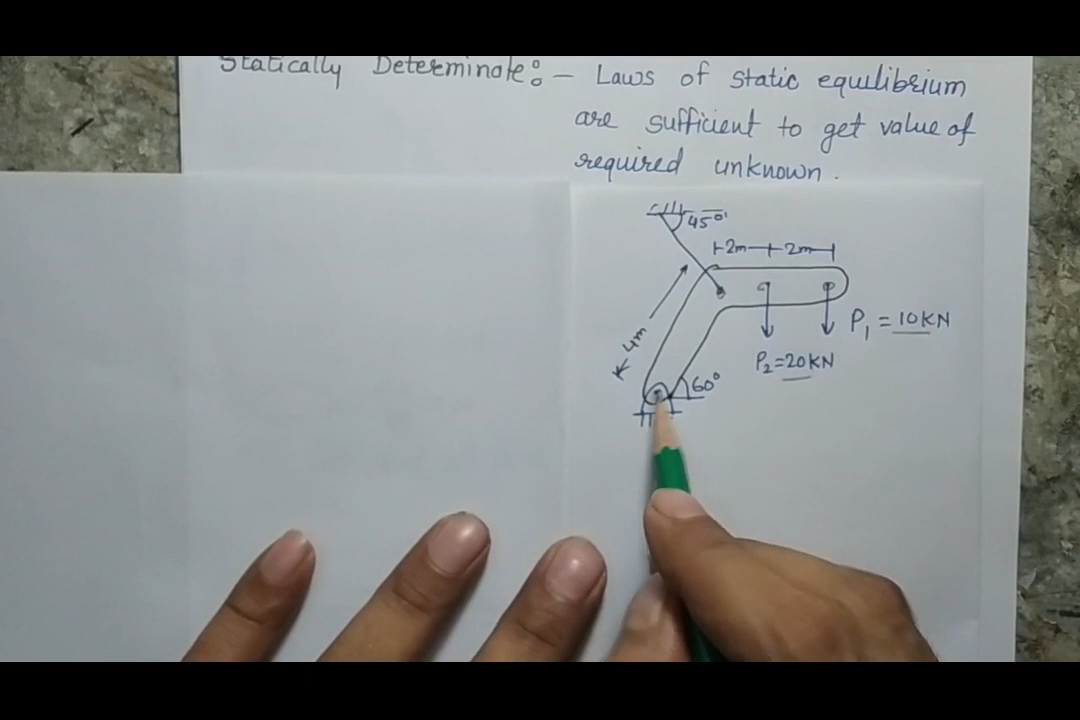 Statically Determinate:- Laws of static equilibrium
are sufficient to get value of
required unknown.
45°
2m 2m
4m
P₁ = 10KN
P₂=20KN
60°